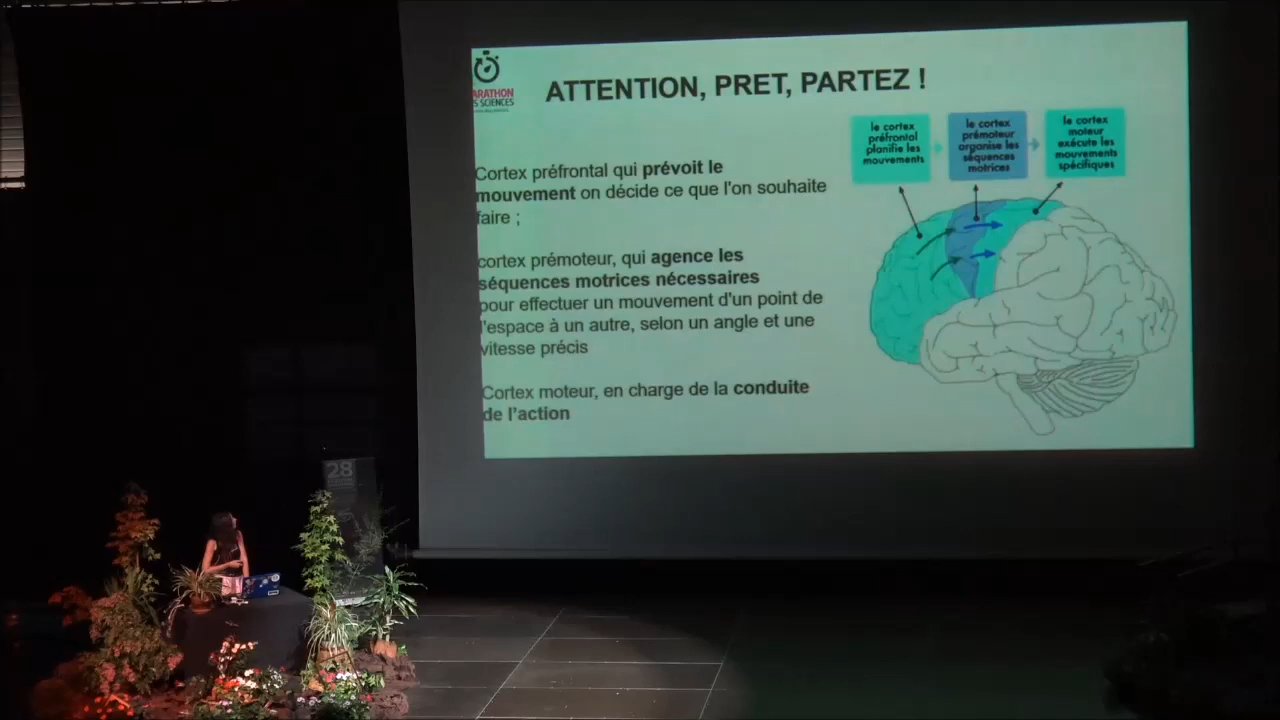 ARATHON
S SCIENCES
ATTENTION, PRET, PARTEZ !
le cortex
préfrontal
planifie les
mouvements
le cortex
prémoteur
organise les
séquences
motrices
le cortex
moteur
exécute les
mouvements
spécifiques
Cortex préfrontal qui prévoit le
mouvement on décide ce que l'on souhaite
faire ;
cortex prémoteur, qui agence les
séquences motrices nécessaires
pour effectuer un mouvement d'un point de
l'espace à un autre, selon un angle et une
vitesse précis
Cortex moteur, en charge de la conduite
de l'action
28